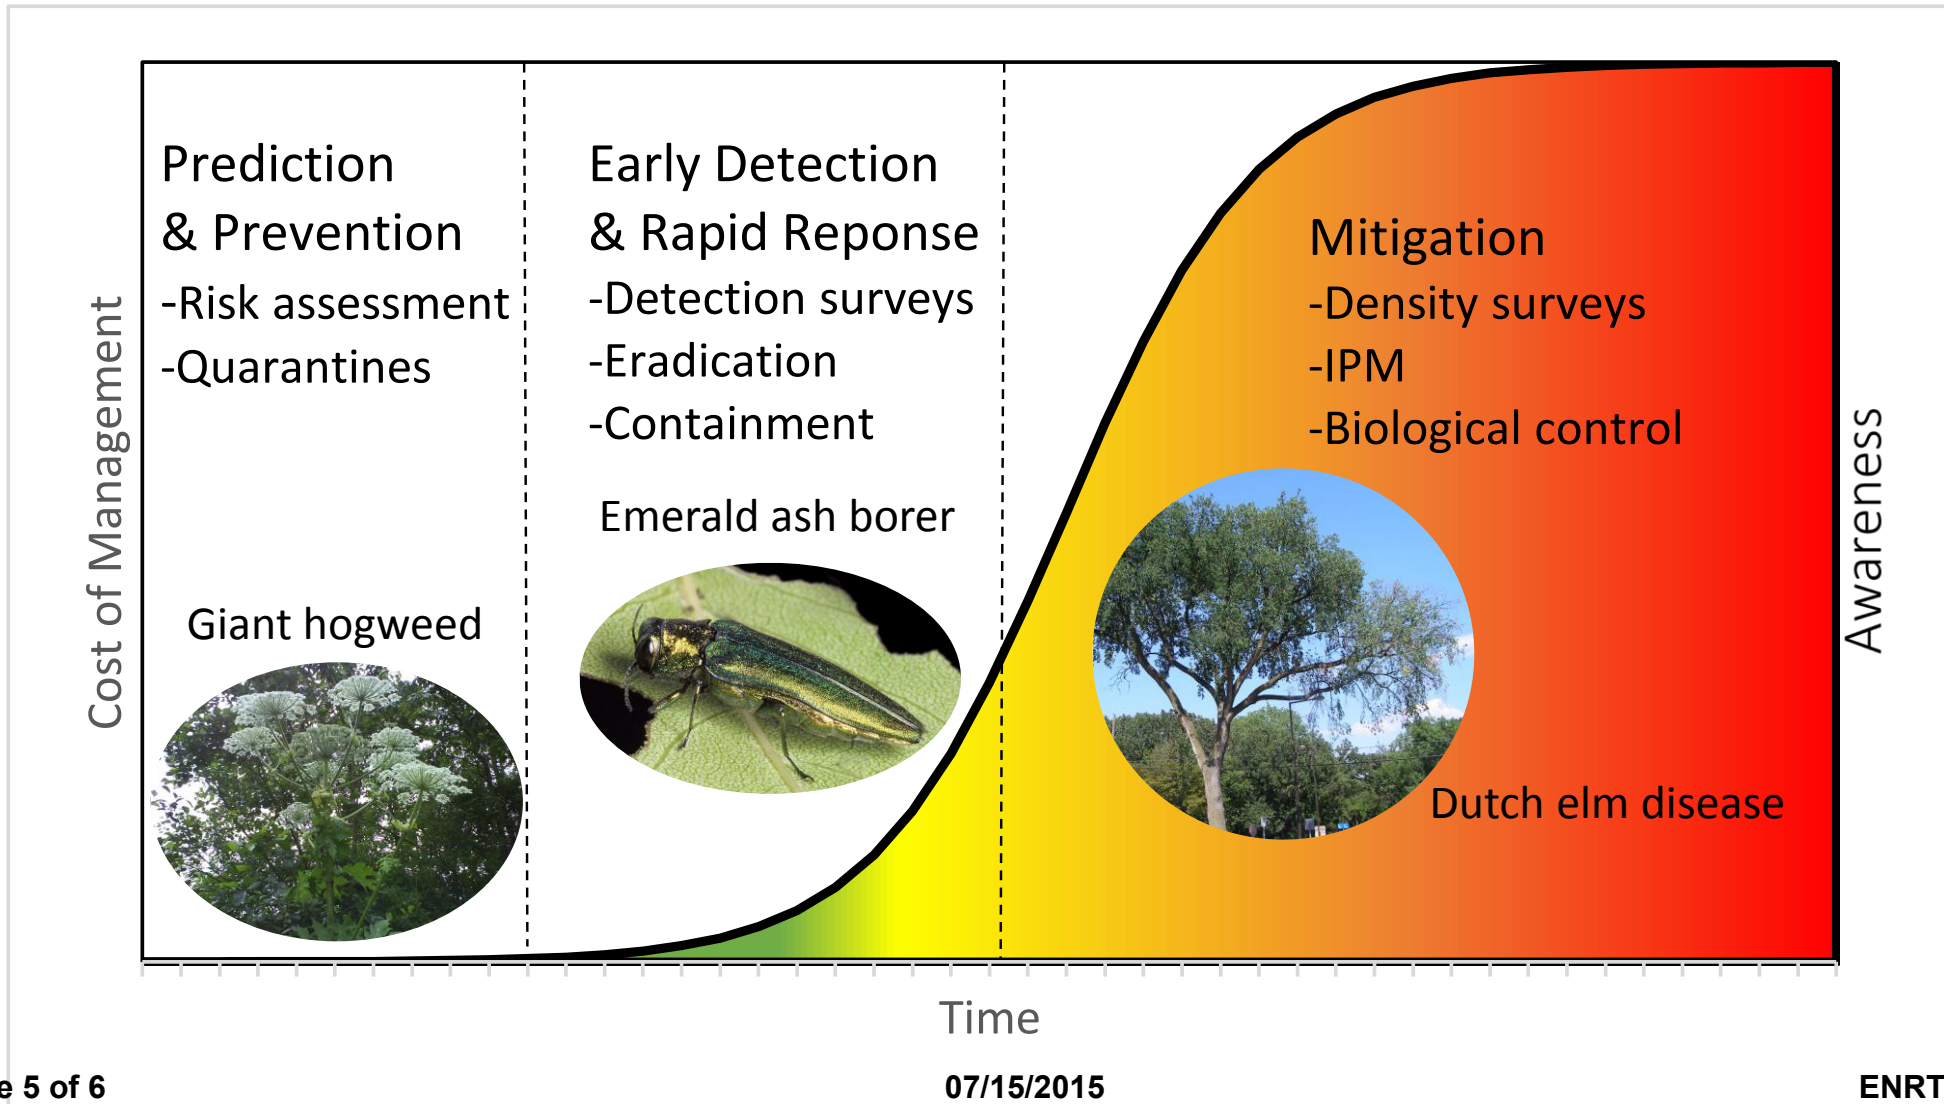 Prediction
& Prevention
-Risk assessment
-Quarantines
Giant hogweed
Early Detection
& Rapid Reponse
-Detection surveys
-Eradication
-Containment
Emerald ash borer
Mitigation
-Density surveys
-IPM
-Biological control
Dutch elm disease
Cost of Management
Awareness
Time
e 5 of 6
07/15/2015
ENRT